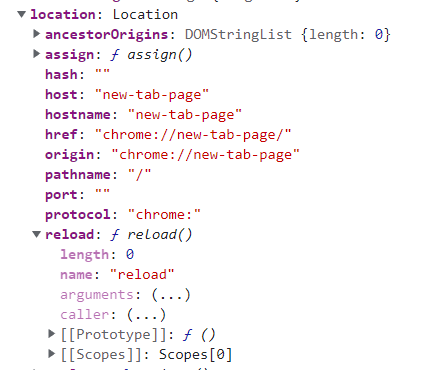 location: Location
ancestorOrigins: DOMStringList {length: 0}
assign: ƒ assign()
hash: ""
host: "new-tab-page"
hostname: "new-tab-page"
href: "chrome://new-tab-page/"
origin: "chrome://new-tab-page"
pathname: "/"
port: ""
protocol: "chrome:"
reload: ƒ reload()
length: 0
name: "reload"
arguments: (...)
caller: (...)
[[Prototype]]: ƒ ()
[[Scopes]]: Scopes[0]